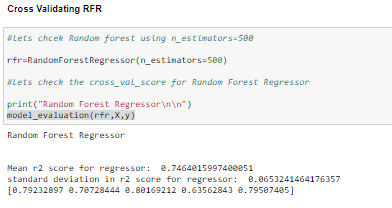 Cross Validating RFR
#Lets chcek Random forest using n_estimators=500
rfr=RandomForestRegressor(n_estimators=500)
#Lets check the cross_val_score for Random Forest Regressor
print("Random Forest Regressor\n\n")
model_evaluation(rfr,X,y)
Random Forest Regressor
Mean r2 score for regressor:  0.7464015997400051
standard deviation in r2 score for regressor:  0.0653241464176357
[0.79232897 0.70728444 0.80169212 0.63562843 0.79507405]